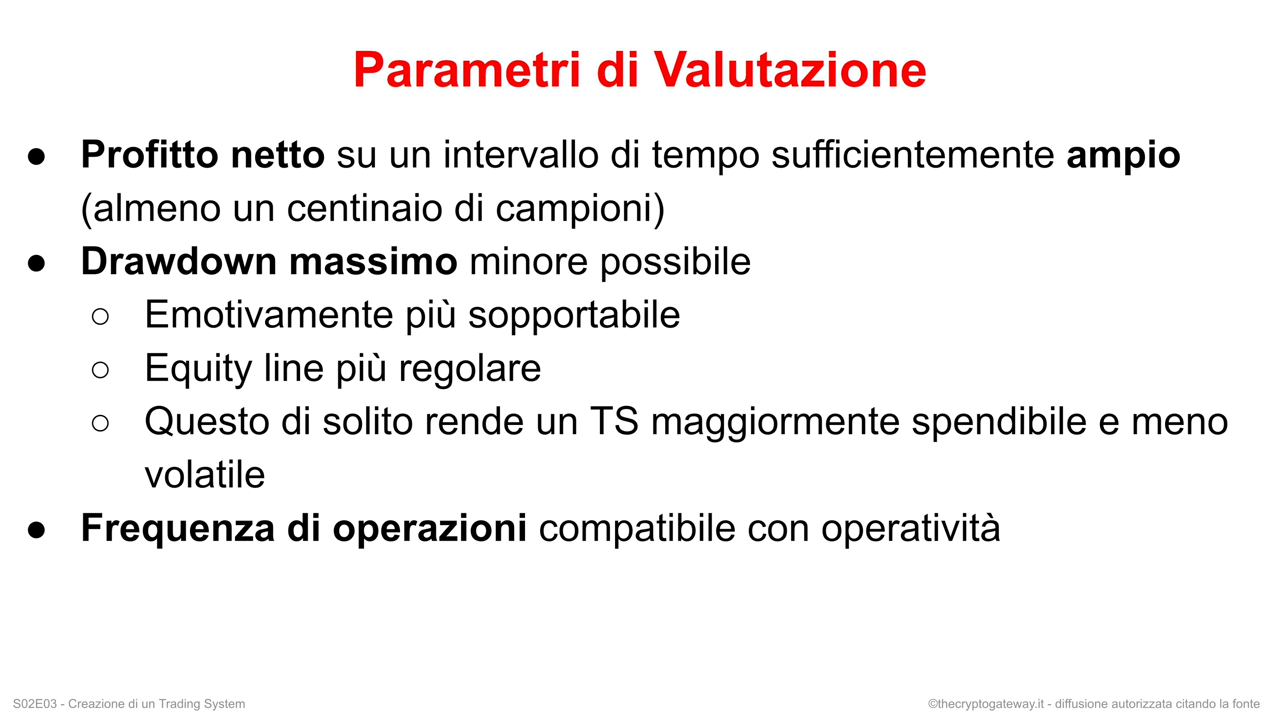 Parametri di Valutazione
● Profitto netto su un intervallo di tempo sufficientemente ampio
(almeno un centinaio di campioni)
● Drawdown massimo minore possibile
○ Emotivamente più sopportabile
○ Equity line più regolare
○ Questo di solito rende un TS maggiormente spendibile e meno
volatile
● Frequenza di operazioni compatibile con operatività
S02E03 - Creazione di un Trading System
©thecryptogateway.it - diffusione autorizzata citando la fonte